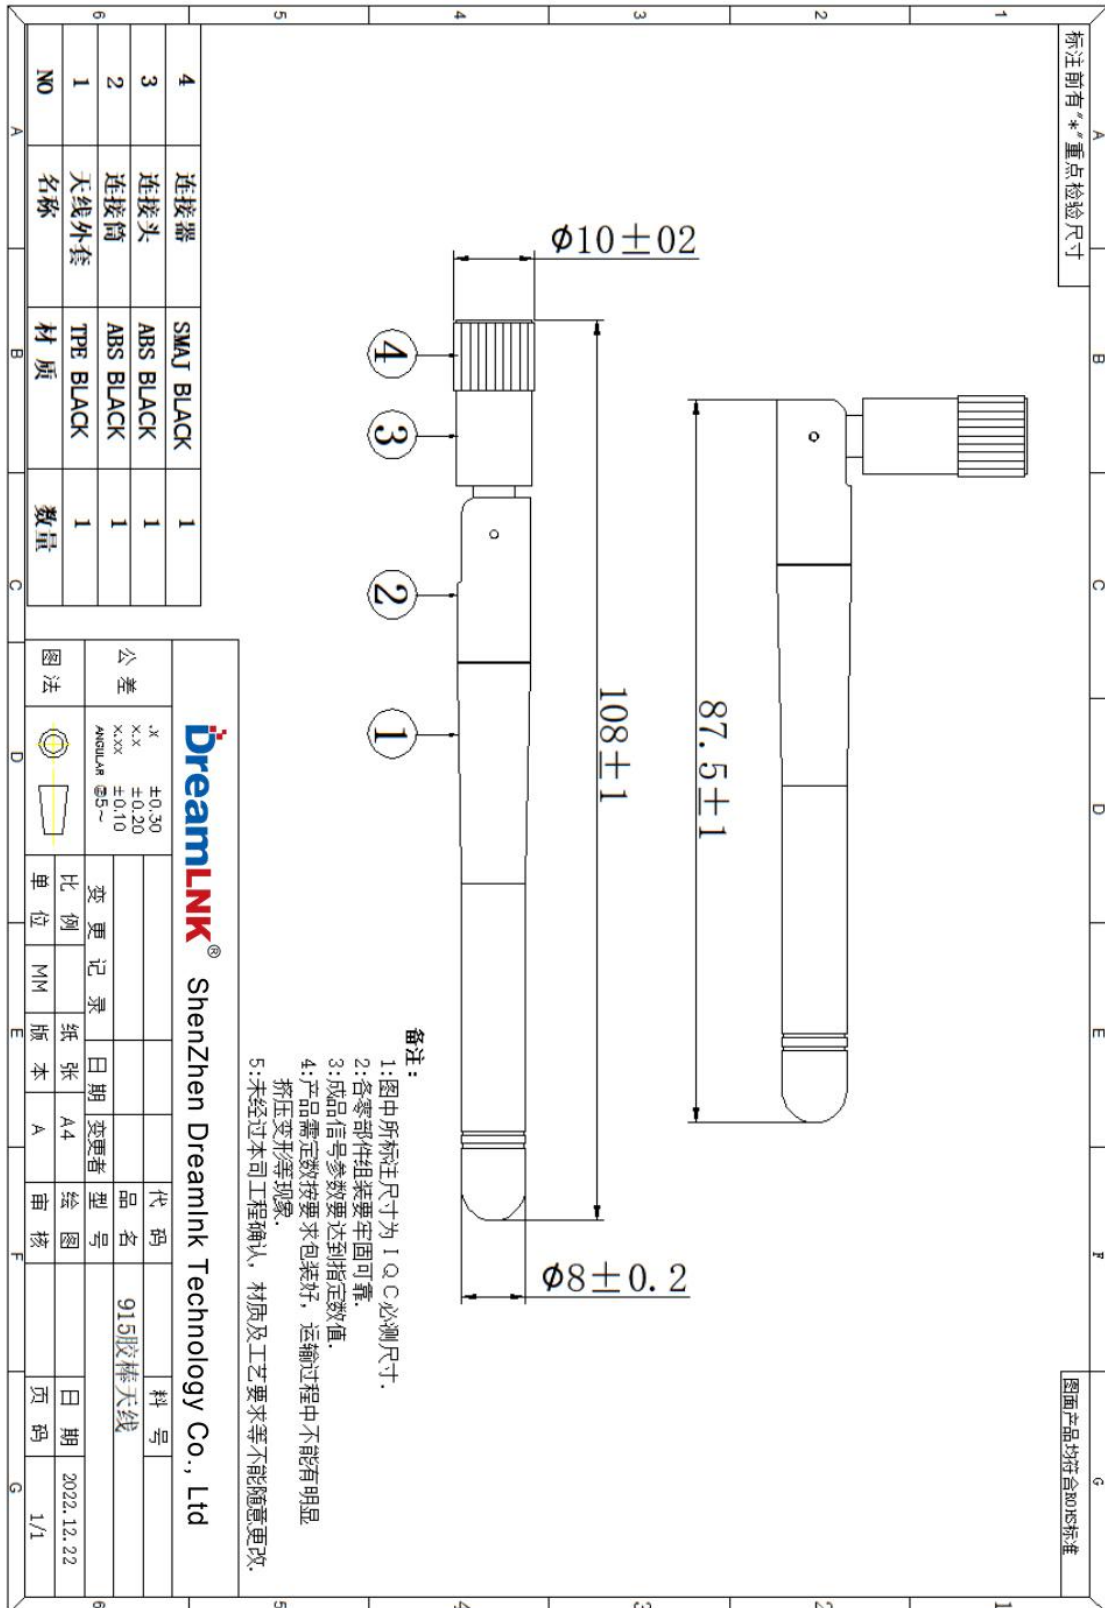 1
2
3
4
5
6
A
B
C
D
E
F
G
标注前有"*"重点检验尺寸
图面产品均符合ROHS标准
87.5±1
108±1
Φ10±02
Φ8±0.2
④
③
②
①
备注：
1:图中所标注尺寸为IQC必测尺寸.
2:各零部件组装要牢固可靠.
3:成品信号参数要达到指定数值.
4:产品需定数按要求包装好，运输过程中不能有明显
挤压变形等现象.
5:未经过本司工程确认，材质及工艺要求等不能随意更改.
4 连接器 SMAJ BLACK 1
3 连接头 ABS BLACK 1
2 连接筒 ABS BLACK 1
1 天线外套 TPE BLACK 1
NO 名称 材质 数量
DreamLNK® ShenZhen Dreamlnk Technology Co., Ltd
公差
.X ±0.30
X.X ±0.20
X.XX ±0.10
ANGULAR
图法
变更记录 日期 变更者
代码 料号
品名 915胶棒天线
型号
比例 纸张 A4 绘图 日期 2022.12.22
单位 MM 版本 A 审核 页码 1/1
A
B
C
D
E
F
G
1
2
3
4
5
6